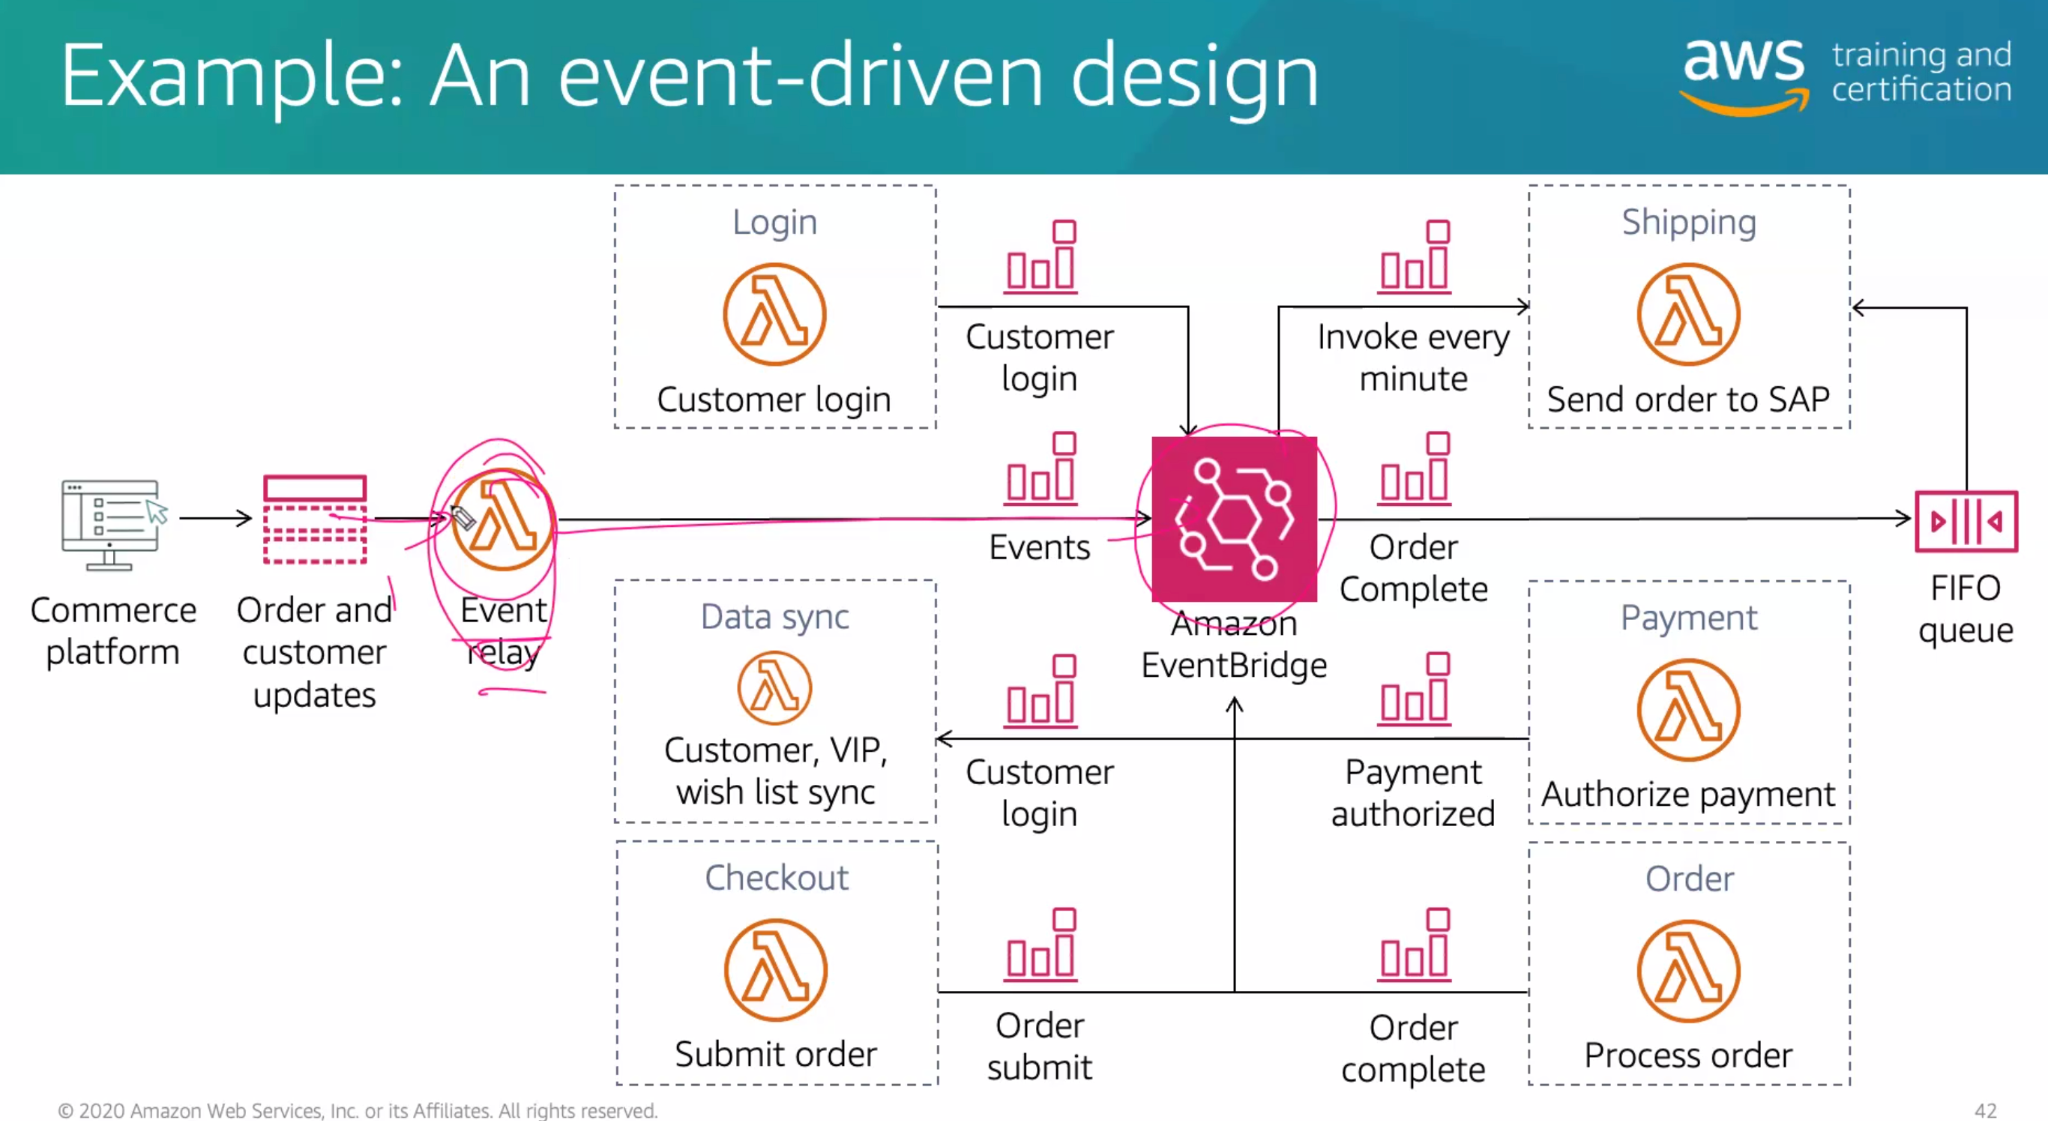 Example: An event-driven design
aws training and
certification
Login
Customer login
Customer
login
Invoke every
minute
Shipping
Send order to SAP
Commerce
platform
Order and
customer
updates
Event
relay
Events
Amazon
EventBridge
Order
Complete
FIFO
queue
Data sync
Customer, VIP,
wish list sync
Customer
login
Payment
authorized
Payment
Authorize payment
Checkout
Submit order
Order
submit
Order
complete
Order
Process order
© 2020 Amazon Web Services, Inc. or its Affiliates. All rights reserved.
42